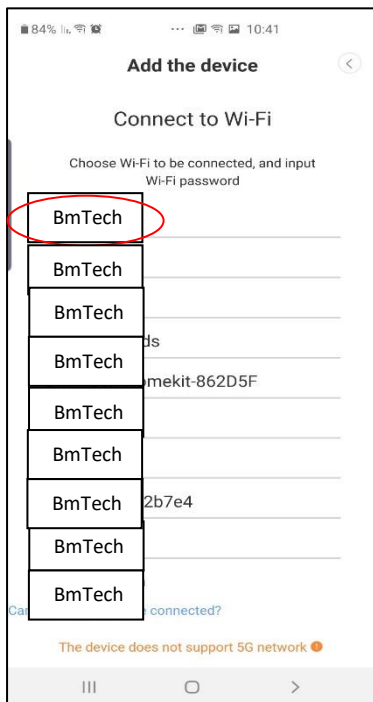 84% 10:41
Add the device
Connect to Wi-Fi
Choose Wi-Fi to be connected, and input
Wi-Fi password
BmTech
BmTech
BmTech
ds
BmTech
omekit-862D5F
BmTech
BmTech
BmTech 2b7e4
BmTech
BmTech
connected?
The device does not support 5G network